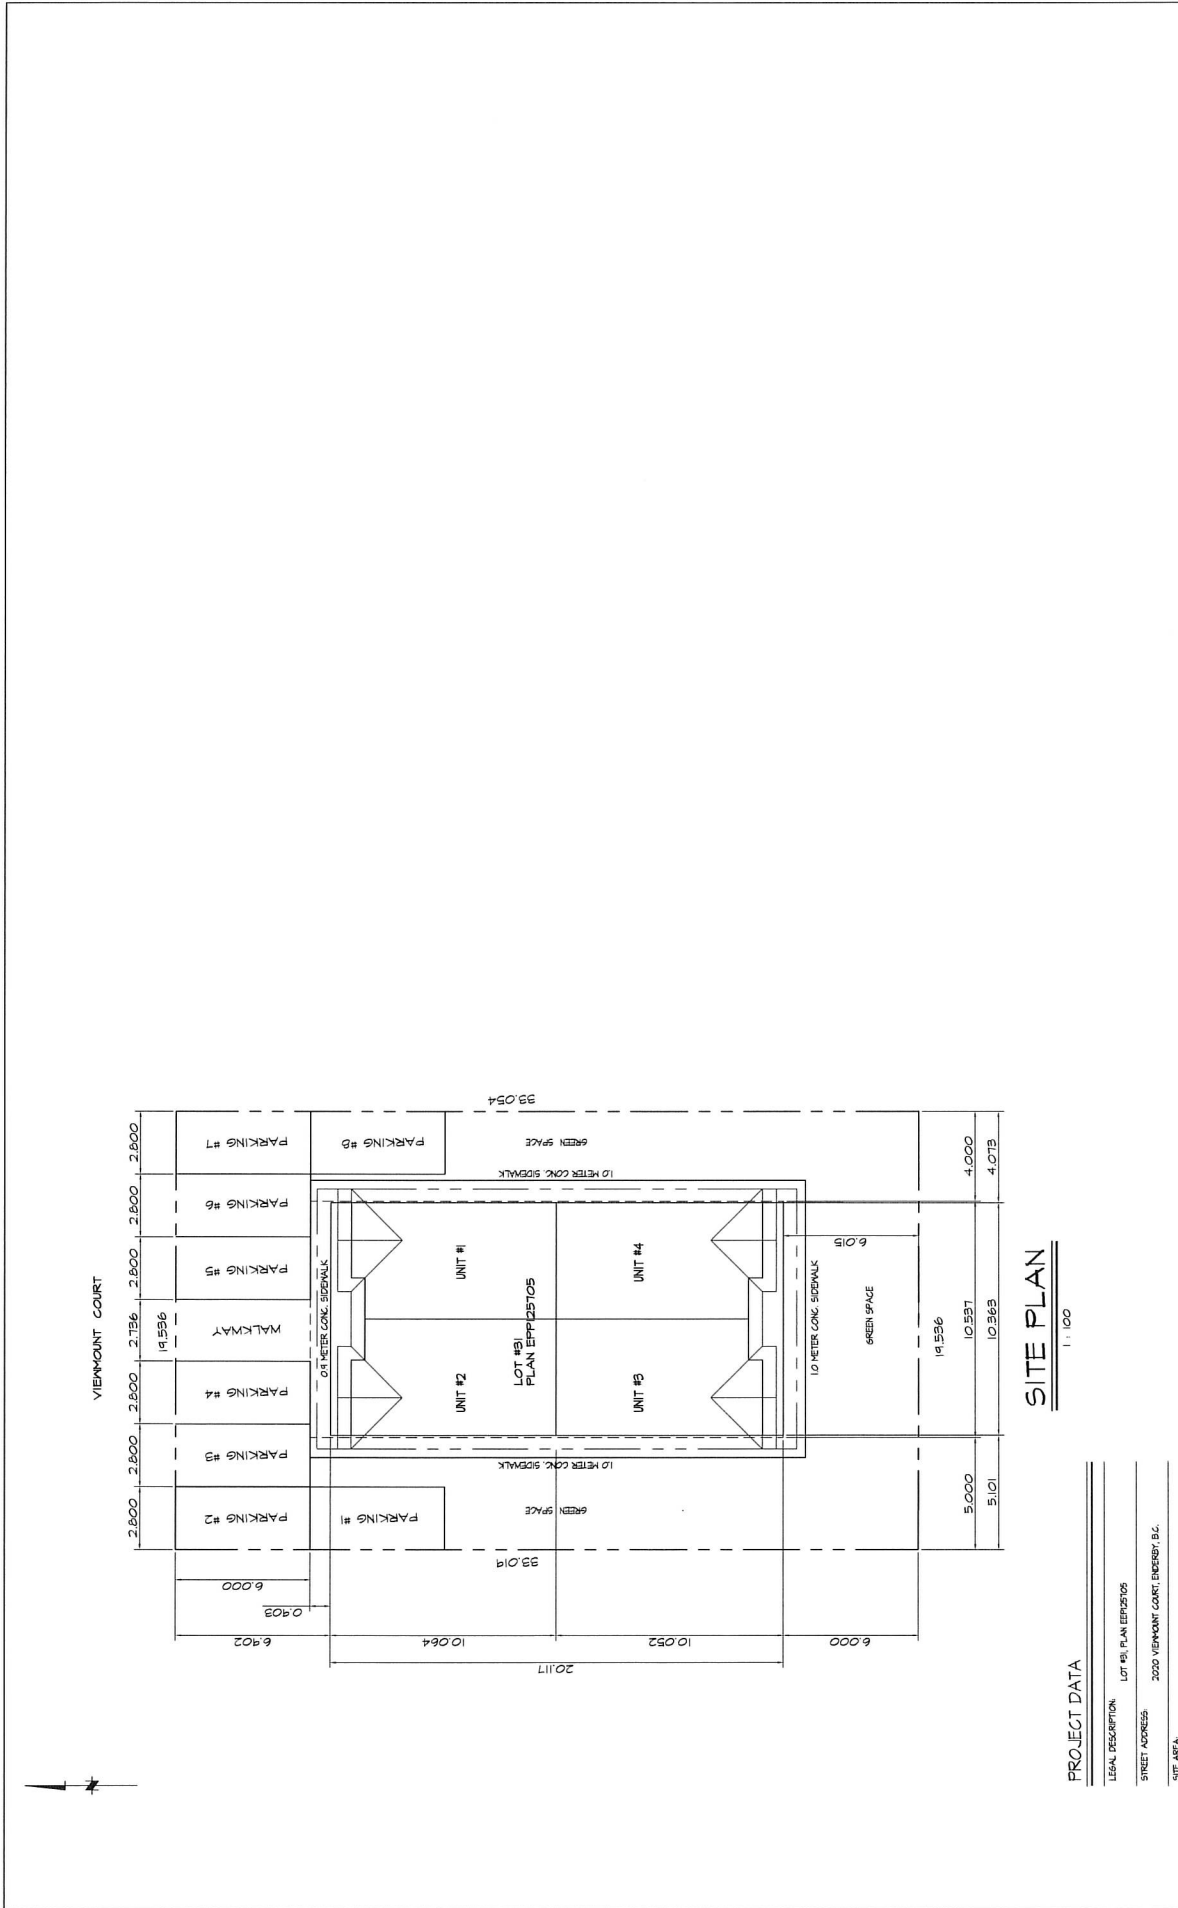 VIEWMOUNT COURT
2.800
2.800
2.800
2.736
2.800
2.800
2.800
19.536
PARKING #2
PARKING #3
PARKING #4
WALKWAY
PARKING #5
PARKING #6
PARKING #7
PARKING #1
PARKING #8
6.000
0.903
6.902
10.064
10.052
6.000
20.117
33.019
33.054
0.9 METER CONC. SIDEWALK
1.0 METER CONC. SIDEWALK
1.0 METER CONC. SIDEWALK
GREEN SPACE
GREEN SPACE
UNIT #2
UNIT #1
LOT #31
PLAN EPP125705
UNIT #3
UNIT #4
1.0 METER CONC. SIDEWALK
6.015
GREEN SPACE
19.536
5.000
10.537
4.000
5.101
10.363
4.073
SITE PLAN
1 : 100
PROJECT DATA
LEGAL DESCRIPTION:
LOT #31, PLAN EEP125705
STREET ADDRESS:
2020 VIEWMOUNT COURT, ENDERBY, B.C.
SITE AREA: